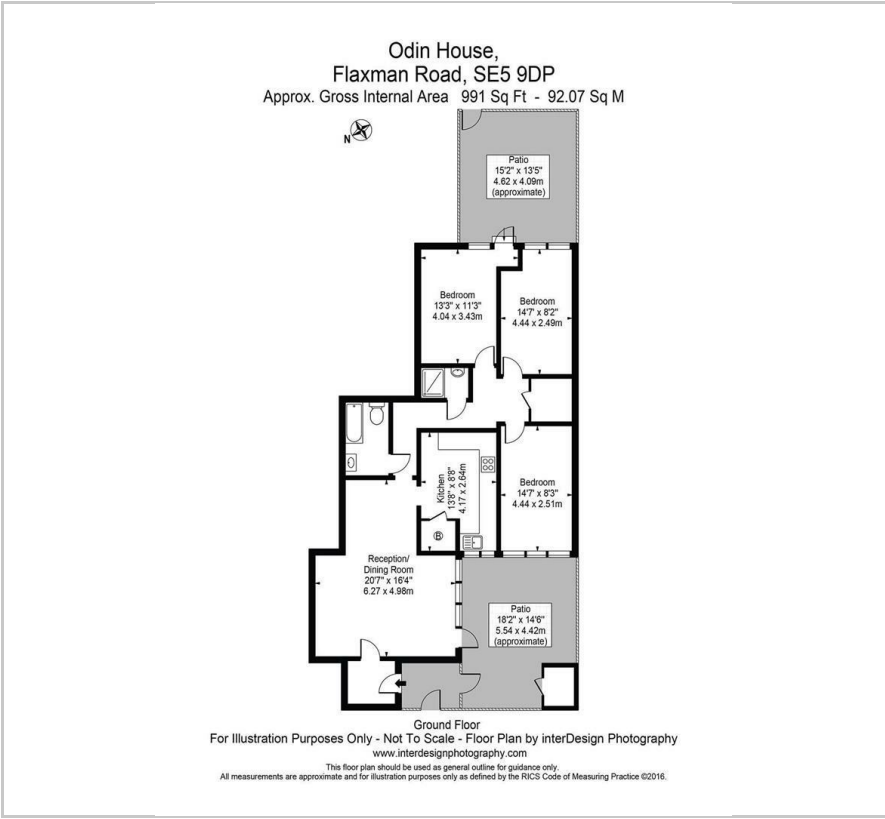 Odin House,
Flaxman Road, SE5 9DP
Approx. Gross Internal Area 991 Sq Ft - 92.07 Sq M
N
Patio
15'2" x 13'5"
4.62 x 4.09m
(approximate)
Bedroom
13'3" x 11'3"
4.04 x 3.43m
Bedroom
14'7" x 8'2"
4.44 x 2.49m
Kitchen
13'8" x 8'8"
4.17 x 2.64m
B
Bedroom
14'7" x 8'3"
4.44 x 2.51m
Reception/
Dining Room
20'7" x 16'4"
6.27 x 4.98m
Patio
18'2" x 14'6"
5.54 x 4.42m
(approximate)
Ground Floor
For Illustration Purposes Only - Not To Scale - Floor Plan by interDesign Photography
www.interdesignphotography.com
This floor plan should be used as general outline for guidance only.
All measurements are approximate and for illustration purposes only as defined by the RICS Code of Measuring Practice ©2016.